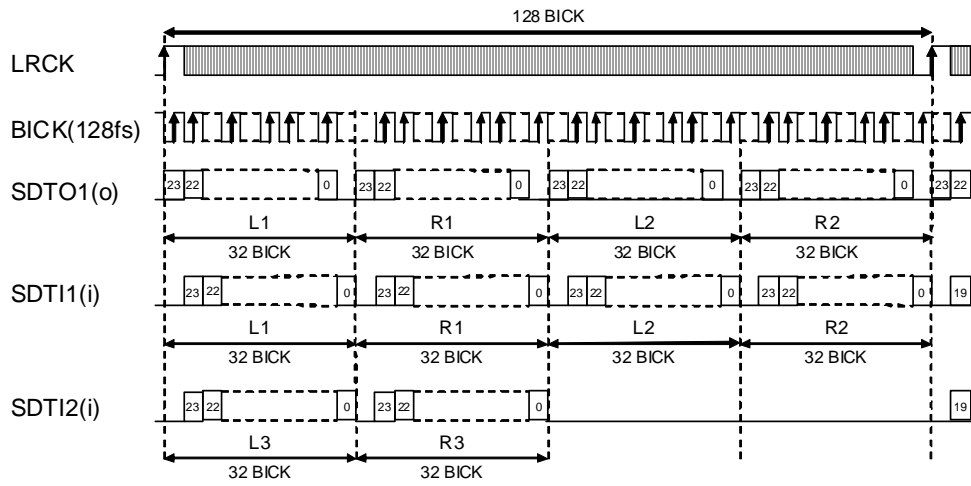 128 BICK
LRCK
BICK(128fs)
SDTO1(o)
23 22 0 23 22 0 23 22 0 23 22 0 23 22
L1 R1 L2 R2
32 BICK 32 BICK 32 BICK 32 BICK
SDTI1(i)
23 22 0 23 22 0 23 22 0 23 22 0 19
L1 R1 L2 R2
32 BICK 32 BICK 32 BICK 32 BICK
SDTI2(i)
23 22 0 23 22 0 19
L3 R3
32 BICK 32 BICK